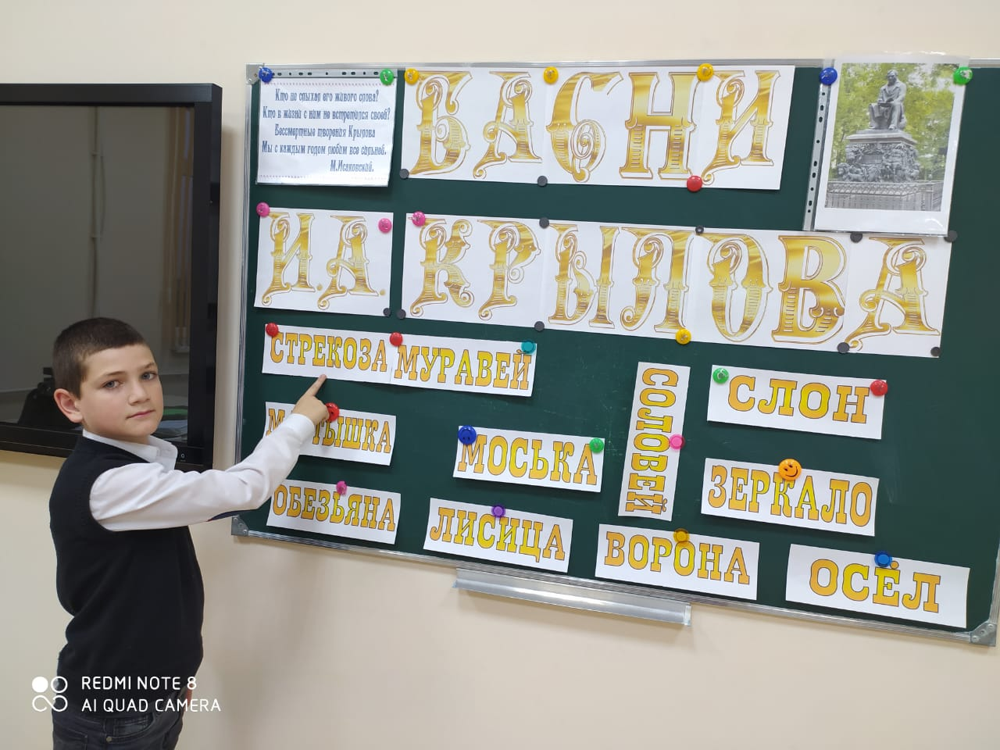 Кто не слыхал его живого слова?
Кто в жизни с ним не встретился своей?
Бессмертные творения Крылова
Мы с каждым годом любим все сильней.
М.Исаковский.
БАСНИ
И.А. КРЫЛОВА
СТРЕКОЗА МУРАВЕЙ
МАРТЫШКА
ОБЕЗЬЯНА
МОСЬКА
ЛИСИЦА
СОЛОВЕЙ
СЛОН
ЗЕРКАЛО
ВОРОНА
ОСЁЛ
REDMI NOTE 8
AI QUAD CAMERA